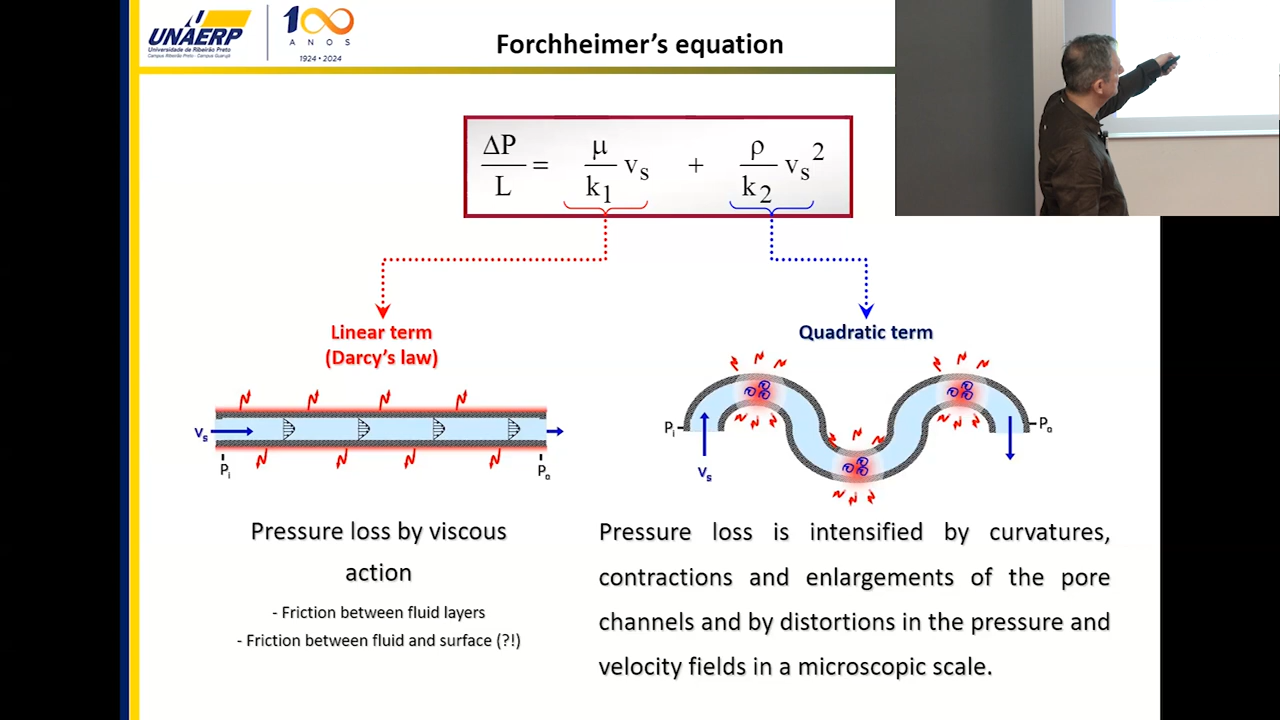 UNAERP
Universidade de Ribeirão Preto
Campus Ribeirão Preto - Campus Guarujá
100
ANOS
1924 • 2024
Forchheimer's equation
ΔP/L = μ/k₁ vₛ + ρ/k₂ vₛ²
Linear term
(Darcy's law)
Quadratic term
vₛ
Pᵢ
Pₒ
Pᵢ
Pₒ
vₛ
Pressure loss by viscous
action
- Friction between fluid layers
- Friction between fluid and surface (?!)
Pressure loss is intensified by curvatures,
contractions and enlargements of the pore
channels and by distortions in the pressure and
velocity fields in a microscopic scale.